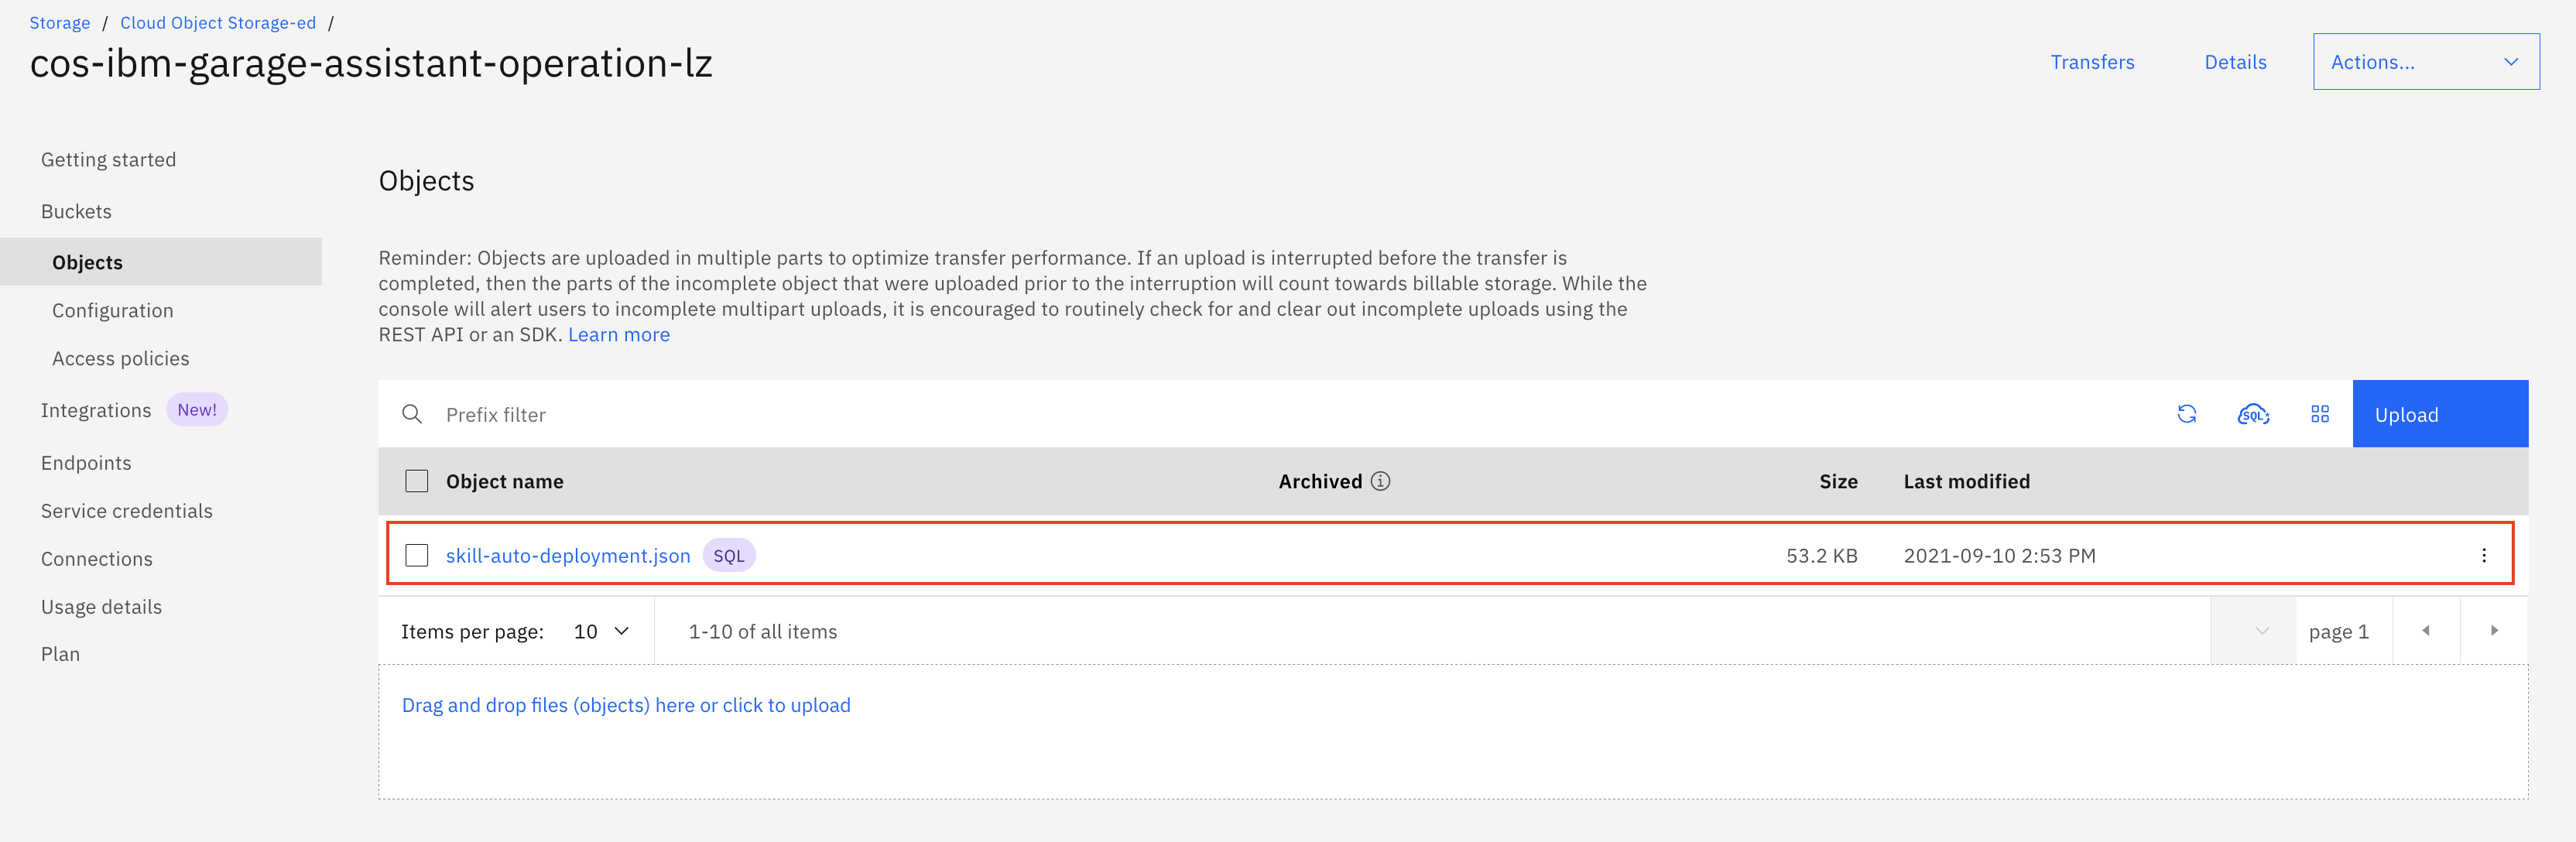 Storage / Cloud Object Storage-ed /
cos-ibm-garage-assistant-operation-lz
Transfers
Details
Actions...
Getting started
Buckets
Objects
Configuration
Access policies
Integrations New!
Endpoints
Service credentials
Connections
Usage details
Plan
Objects
Reminder: Objects are uploaded in multiple parts to optimize transfer performance. If an upload is interrupted before the transfer is
completed, then the parts of the incomplete object that were uploaded prior to the interruption will count towards billable storage. While the
console will alert users to incomplete multipart uploads, it is encouraged to routinely check for and clear out incomplete uploads using the
REST API or an SDK. Learn more
Prefix filter
SQL
Upload
Object name Archived Size Last modified
skill-auto-deployment.json SQL 53.2 KB 2021-09-10 2:53 PM
Items per page: 10 1-10 of all items page 1
Drag and drop files (objects) here or click to upload